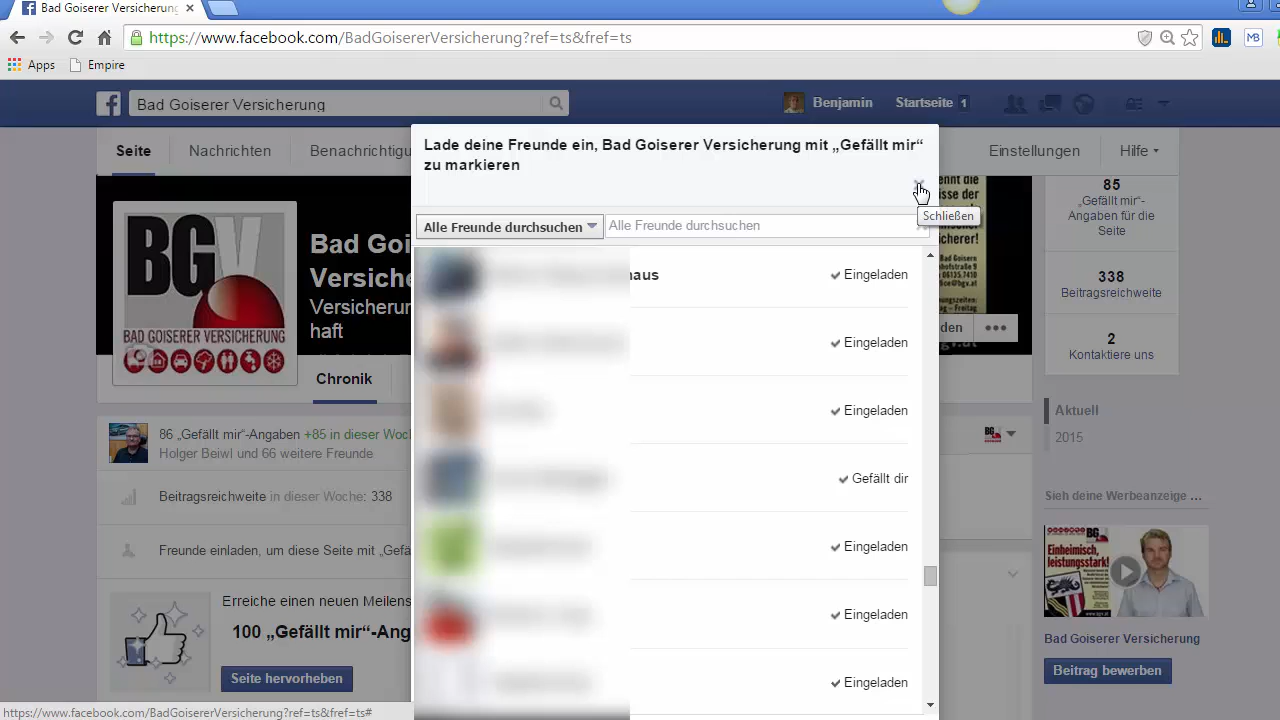 Bad Goiserer Versicherung
https://www.facebook.com/BadGoisererVersicherung?ref=ts&fref=ts
Apps
Empire
MB
Bad Goiserer Versicherung
Benjamin
Startseite 1
Seite
Nachrichten
Benachrichtigu
Einstellungen
Hilfe
Lade deine Freunde ein, Bad Goiserer Versicherung mit „Gefällt mir“
zu markieren
Schließen
Alle Freunde durchsuchen
Alle Freunde durchsuchen
haus
Eingeladen
Eingeladen
Eingeladen
Gefällt dir
Eingeladen
Eingeladen
Eingeladen
BGV
BAD GOISERER VERSICHERUNG
Bad Goi
Versiche
Versicherun
haft
Chronik
den
85
„Gefällt mir“-
Angaben für die
Seite
338
Beitragsreichweite
2
Kontaktiere uns
Aktuell
2015
86 „Gefällt mir“-Angaben +85 in dieser Woch
Holger Beiwl und 66 weitere Freunde
Beitragsreichweite in dieser Woche: 338
Freunde einladen, um diese Seite mit „Gefä
Erreiche einen neuen Meilens
100 „Gefällt mir“-Ang
Seite hervorheben
Sieh deine Werbeanzeige ...
Einheimisch,
leistungsstark!
Bad Goiserer Versicherung
Beitrag bewerben
https://www.facebook.com/BadGoisererVersicherung?ref=ts&fref=ts#